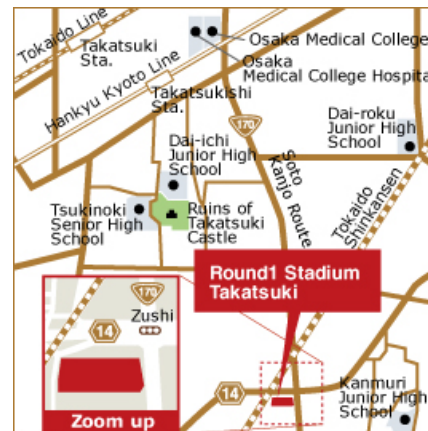 Tokaido Line
Takatsuki
Sta.
Osaka Medical College
Osaka
Medical College Hospita
Hankyu Kyoto Line
Takatsukishi
Sta.
170
Dai-roku
Junior High
School
Dai-ichi
Junior High
School
Soto
Kanjo Route
Tokaido
Shinkansen
Tsukinoki
Senior High
School
Ruins of
Takatsuki
Castle
Round1 Stadium
Takatsuki
170
Zushi
14
Zoom up
14
Kanmuri
Junior High
School